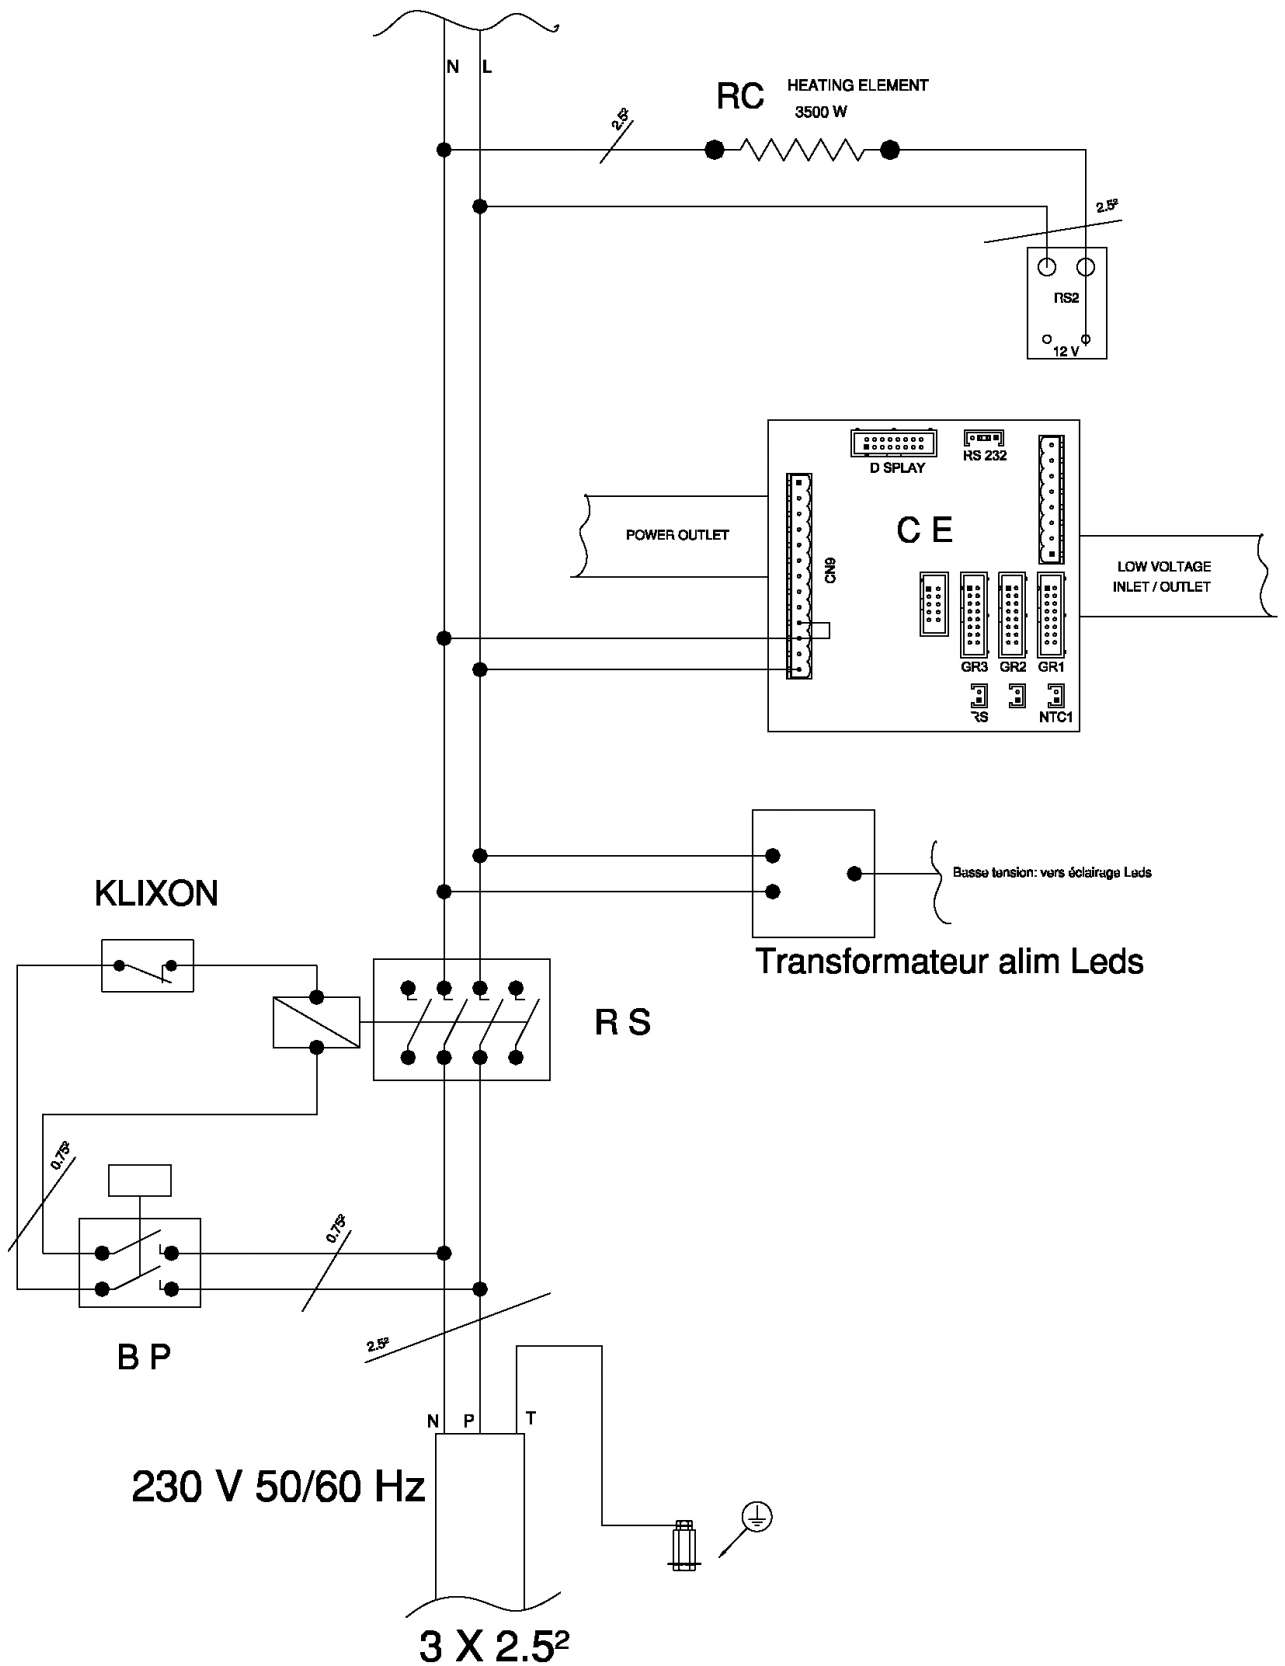 N L
RC
HEATING ELEMENT
3500 W
2.5²
2.5²
RS2
12 V
D SPLAY
RS 232
C E
POWER OUTLET
CN9
LOW VOLTAGE
INLET / OUTLET
GR3 GR2 GR1
RS NTC1
Basse tension: vers éclairage Leds
KLIXON
Transformateur alim Leds
R S
0.75²
0.75²
B P
2.5²
N P T
230 V 50/60 Hz
3 X 2.5²